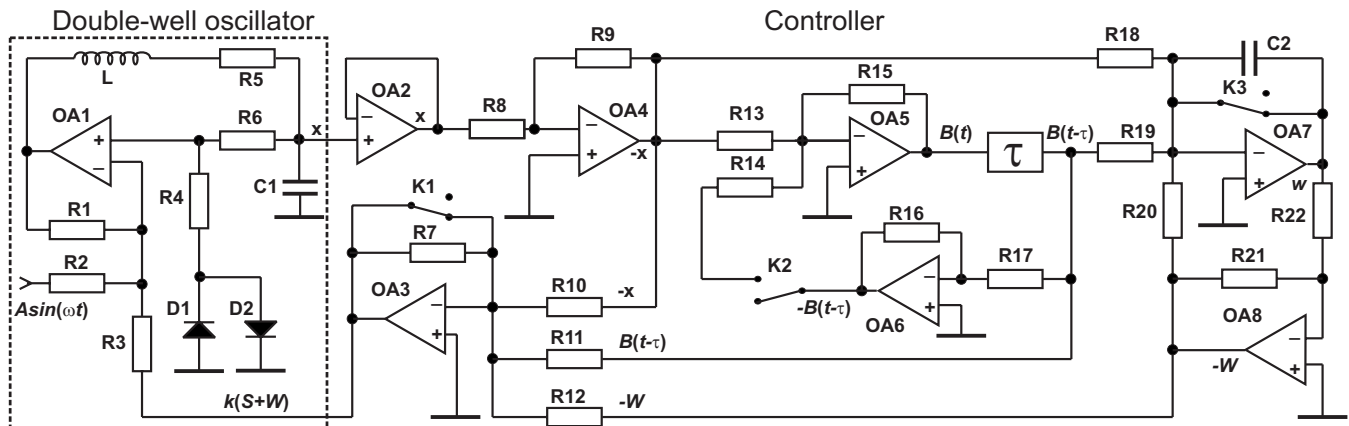 Double-well oscillator
Controller
L
R5
OA1
R6
x
R4
C1
R1
R2
Asin(ωt)
R3
D1
D2
k(S+W)
OA2
x
R8
R9
OA4
-x
K1
R7
OA3
R10
-x
R11
B(t-τ)
R12
-W
R13
R14
R15
OA5
B(t)
τ
B(t-τ)
K2
R16
R17
-B(t-τ)
OA6
R18
C2
K3
R19
OA7
w
R20
R22
R21
OA8
-W